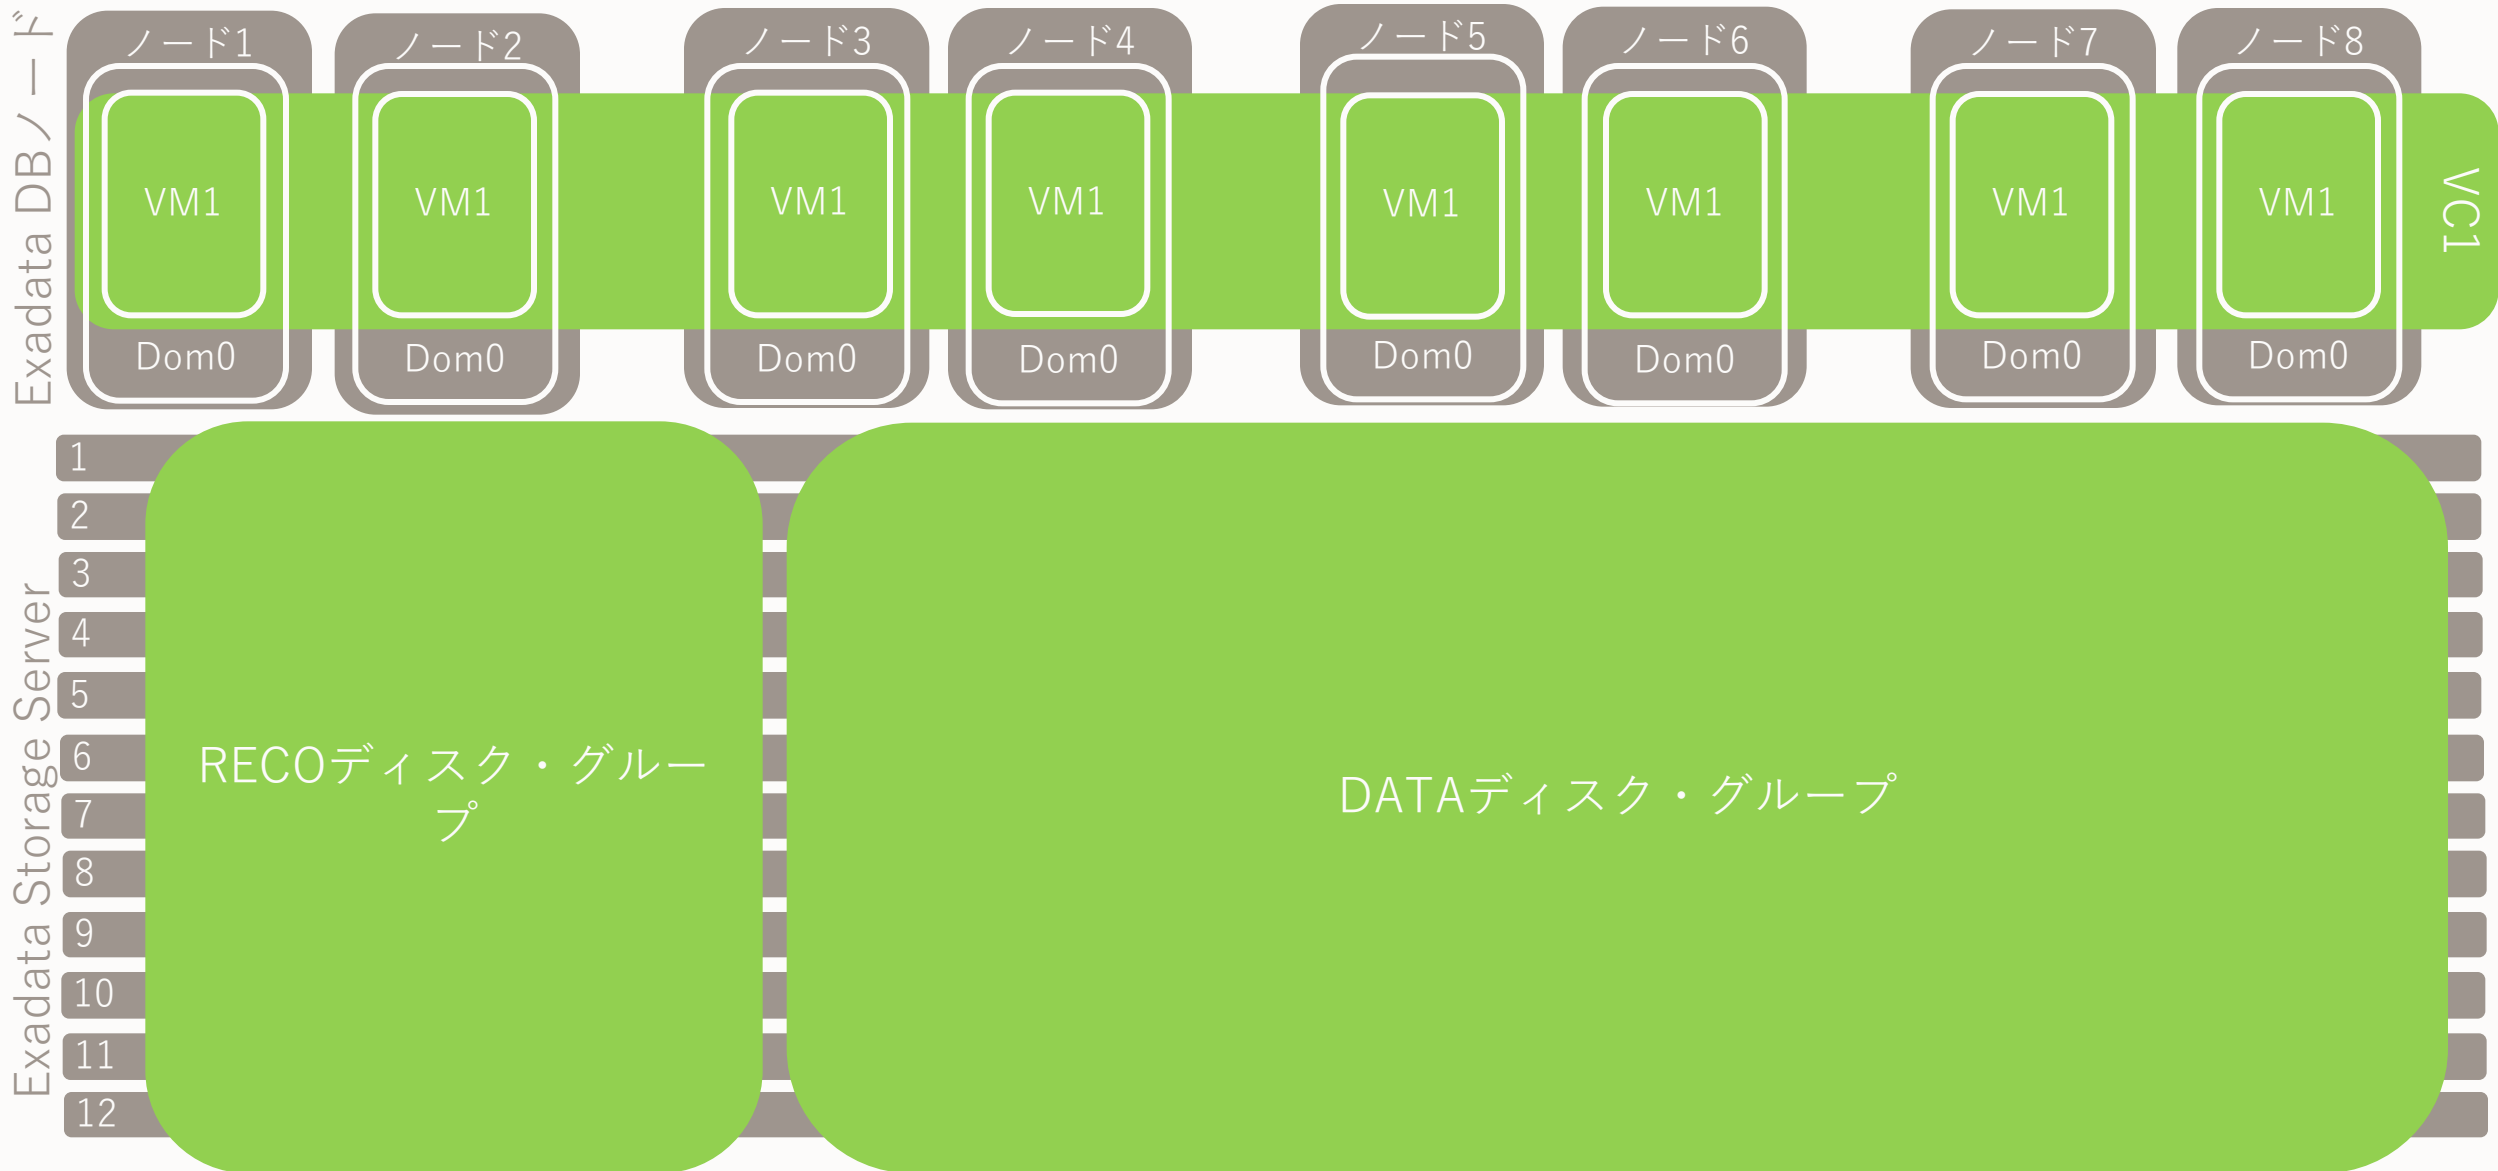 Exadata DBノード
ノード1
ノード2
ノード3
ノード4
ノード5
ノード6
ノード7
ノード8
VM1
VM1
VM1
VM1
VM1
VM1
VM1
VM1
VC1
Dom0
Dom0
Dom0
Dom0
Dom0
Dom0
Dom0
Dom0
Exadata Storage Server
1
2
3
4
5
6
7
8
9
10
11
12
RECOディスク・グルー
プ
DATAディスク・グループ